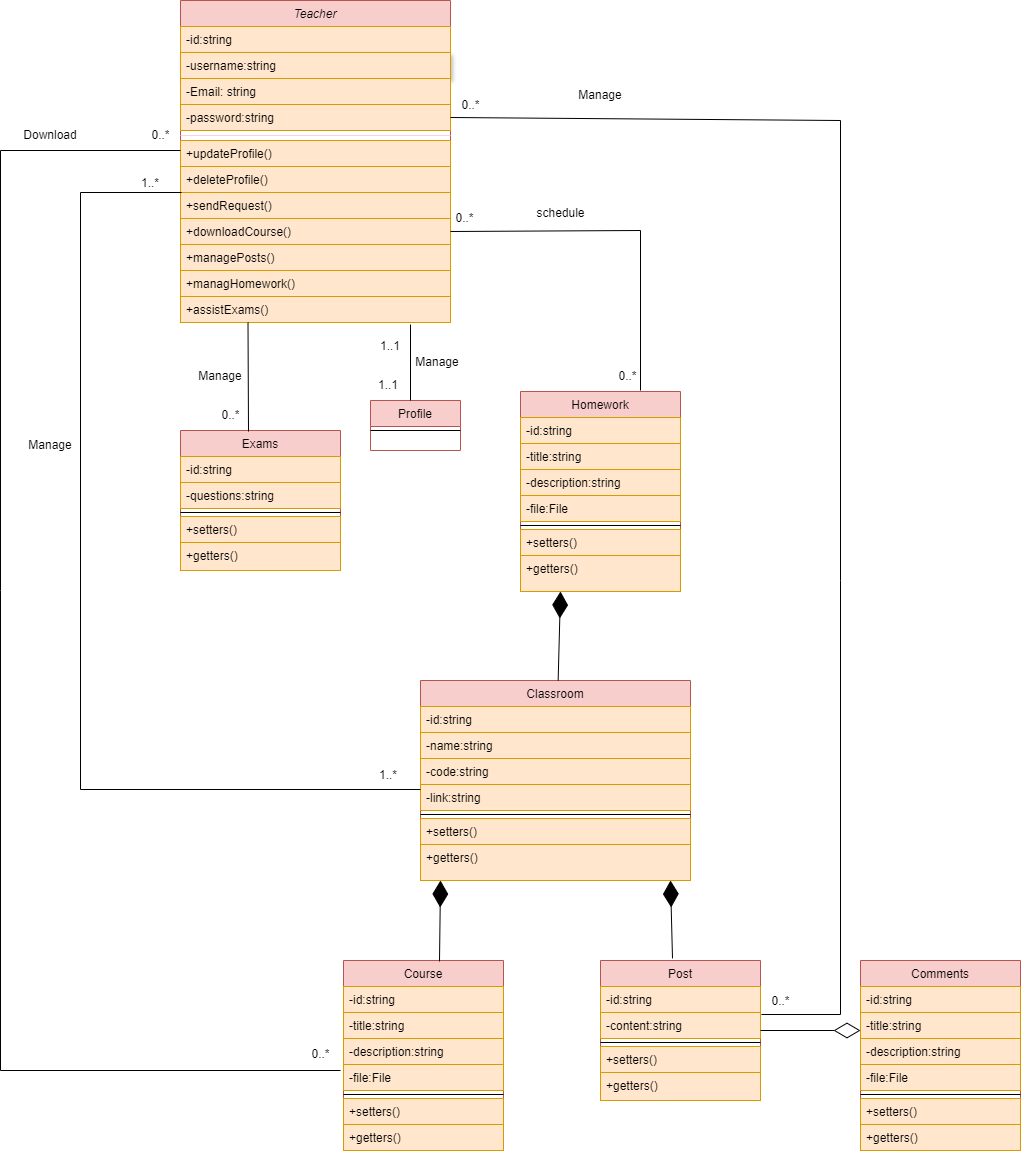 Teacher
-id:string
-username:string
-Email: string
-password:string
+updateProfile()
+deleteProfile()
+sendRequest()
+downloadCourse()
+managePosts()
+managHomework()
+assistExams()
Download
0..*
1..*
0..*
Manage
0..*
schedule
Manage
0..*
1..1
Manage
1..1
0..*
Manage
Exams
-id:string
-questions:string
+setters()
+getters()
Profile
Homework
-id:string
-title:string
-description:string
-file:File
+setters()
+getters()
Classroom
-id:string
-name:string
-code:string
-link:string
+setters()
+getters()
1..*
0..*
Course
-id:string
-title:string
-description:string
-file:File
+setters()
+getters()
Post
-id:string
-content:string
+setters()
+getters()
0..*
Comments
-id:string
-title:string
-description:string
-file:File
+setters()
+getters()